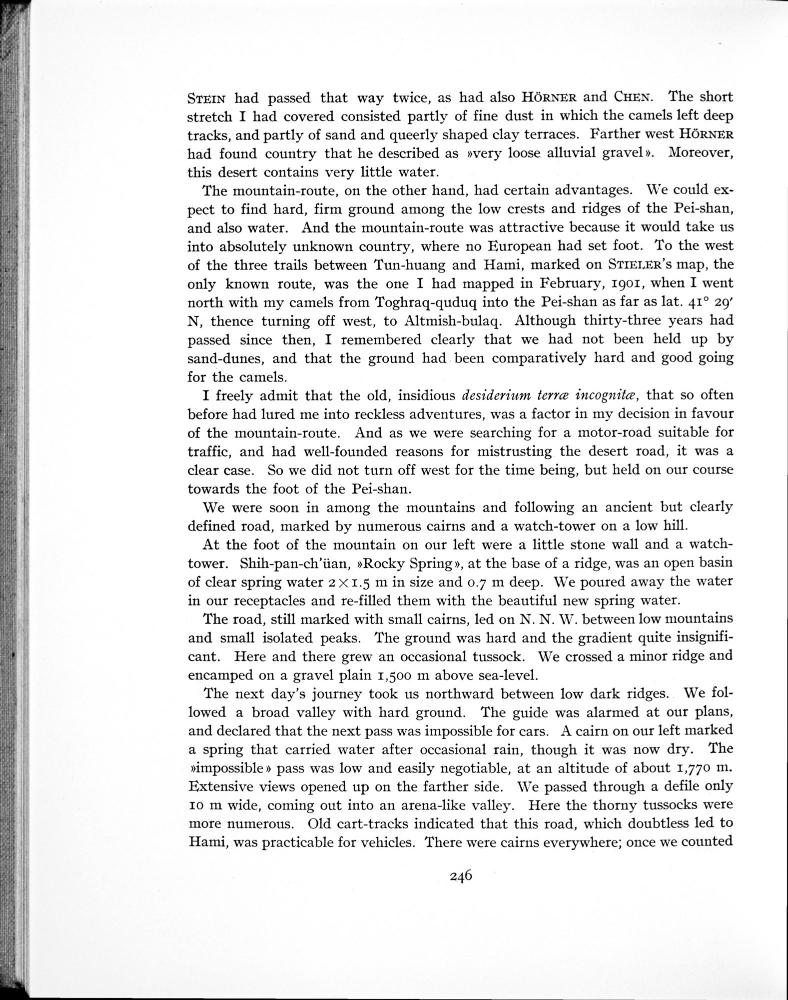 STEIN had passed that way twice, as had also HÖRNER and CHEN. The short
stretch I had covered consisted partly of fine dust in which the camels left deep
tracks, and partly of sand and queerly shaped clay terraces. Farther west HÖRNER
had found country that he described as »very loose alluvial gravel». Moreover,
this desert contains very little water.
The mountain-route, on the other hand, had certain advantages. We could ex-
pect to find hard, firm ground among the low crests and ridges of the Pei-shan,
and also water. And the mountain-route was attractive because it would take us
into absolutely unknown country, where no European had set foot. To the west
of the three trails between Tun-huang and Hami, marked on STIELER's map, the
only known route, was the one I had mapped in February, 1901, when I went
north with my camels from Toghraq-quduq into the Pei-shan as far as lat. 41° 29′
N, thence turning off west, to Altmish-bulaq. Although thirty-three years had
passed since then, I remembered clearly that we had not been held up by
sand-dunes, and that the ground had been comparatively hard and good going
for the camels.
I freely admit that the old, insidious desiderium terræ incognitæ, that so often
before had lured me into reckless adventures, was a factor in my decision in favour
of the mountain-route. And as we were searching for a motor-road suitable for
traffic, and had well-founded reasons for mistrusting the desert road, it was a
clear case. So we did not turn off west for the time being, but held on our course
towards the foot of the Pei-shan.
We were soon in among the mountains and following an ancient but clearly
defined road, marked by numerous cairns and a watch-tower on a low hill.
At the foot of the mountain on our left were a little stone wall and a watch-
tower. Shih-pan-ch'üan, »Rocky Spring», at the base of a ridge, was an open basin
of clear spring water 2×1.5 m in size and 0.7 m deep. We poured away the water
in our receptacles and re-filled them with the beautiful new spring water.
The road, still marked with small cairns, led on N. N. W. between low mountains
and small isolated peaks. The ground was hard and the gradient quite insignifi-
cant. Here and there grew an occasional tussock. We crossed a minor ridge and
encamped on a gravel plain 1,500 m above sea-level.
The next day's journey took us northward between low dark ridges. We fol-
lowed a broad valley with hard ground. The guide was alarmed at our plans,
and declared that the next pass was impossible for cars. A cairn on our left marked
a spring that carried water after occasional rain, though it was now dry. The
»impossible» pass was low and easily negotiable, at an altitude of about 1,770 m.
Extensive views opened up on the farther side. We passed through a defile only
10 m wide, coming out into an arena-like valley. Here the thorny tussocks were
more numerous. Old cart-tracks indicated that this road, which doubtless led to
Hami, was practicable for vehicles. There were cairns everywhere; once we counted
246